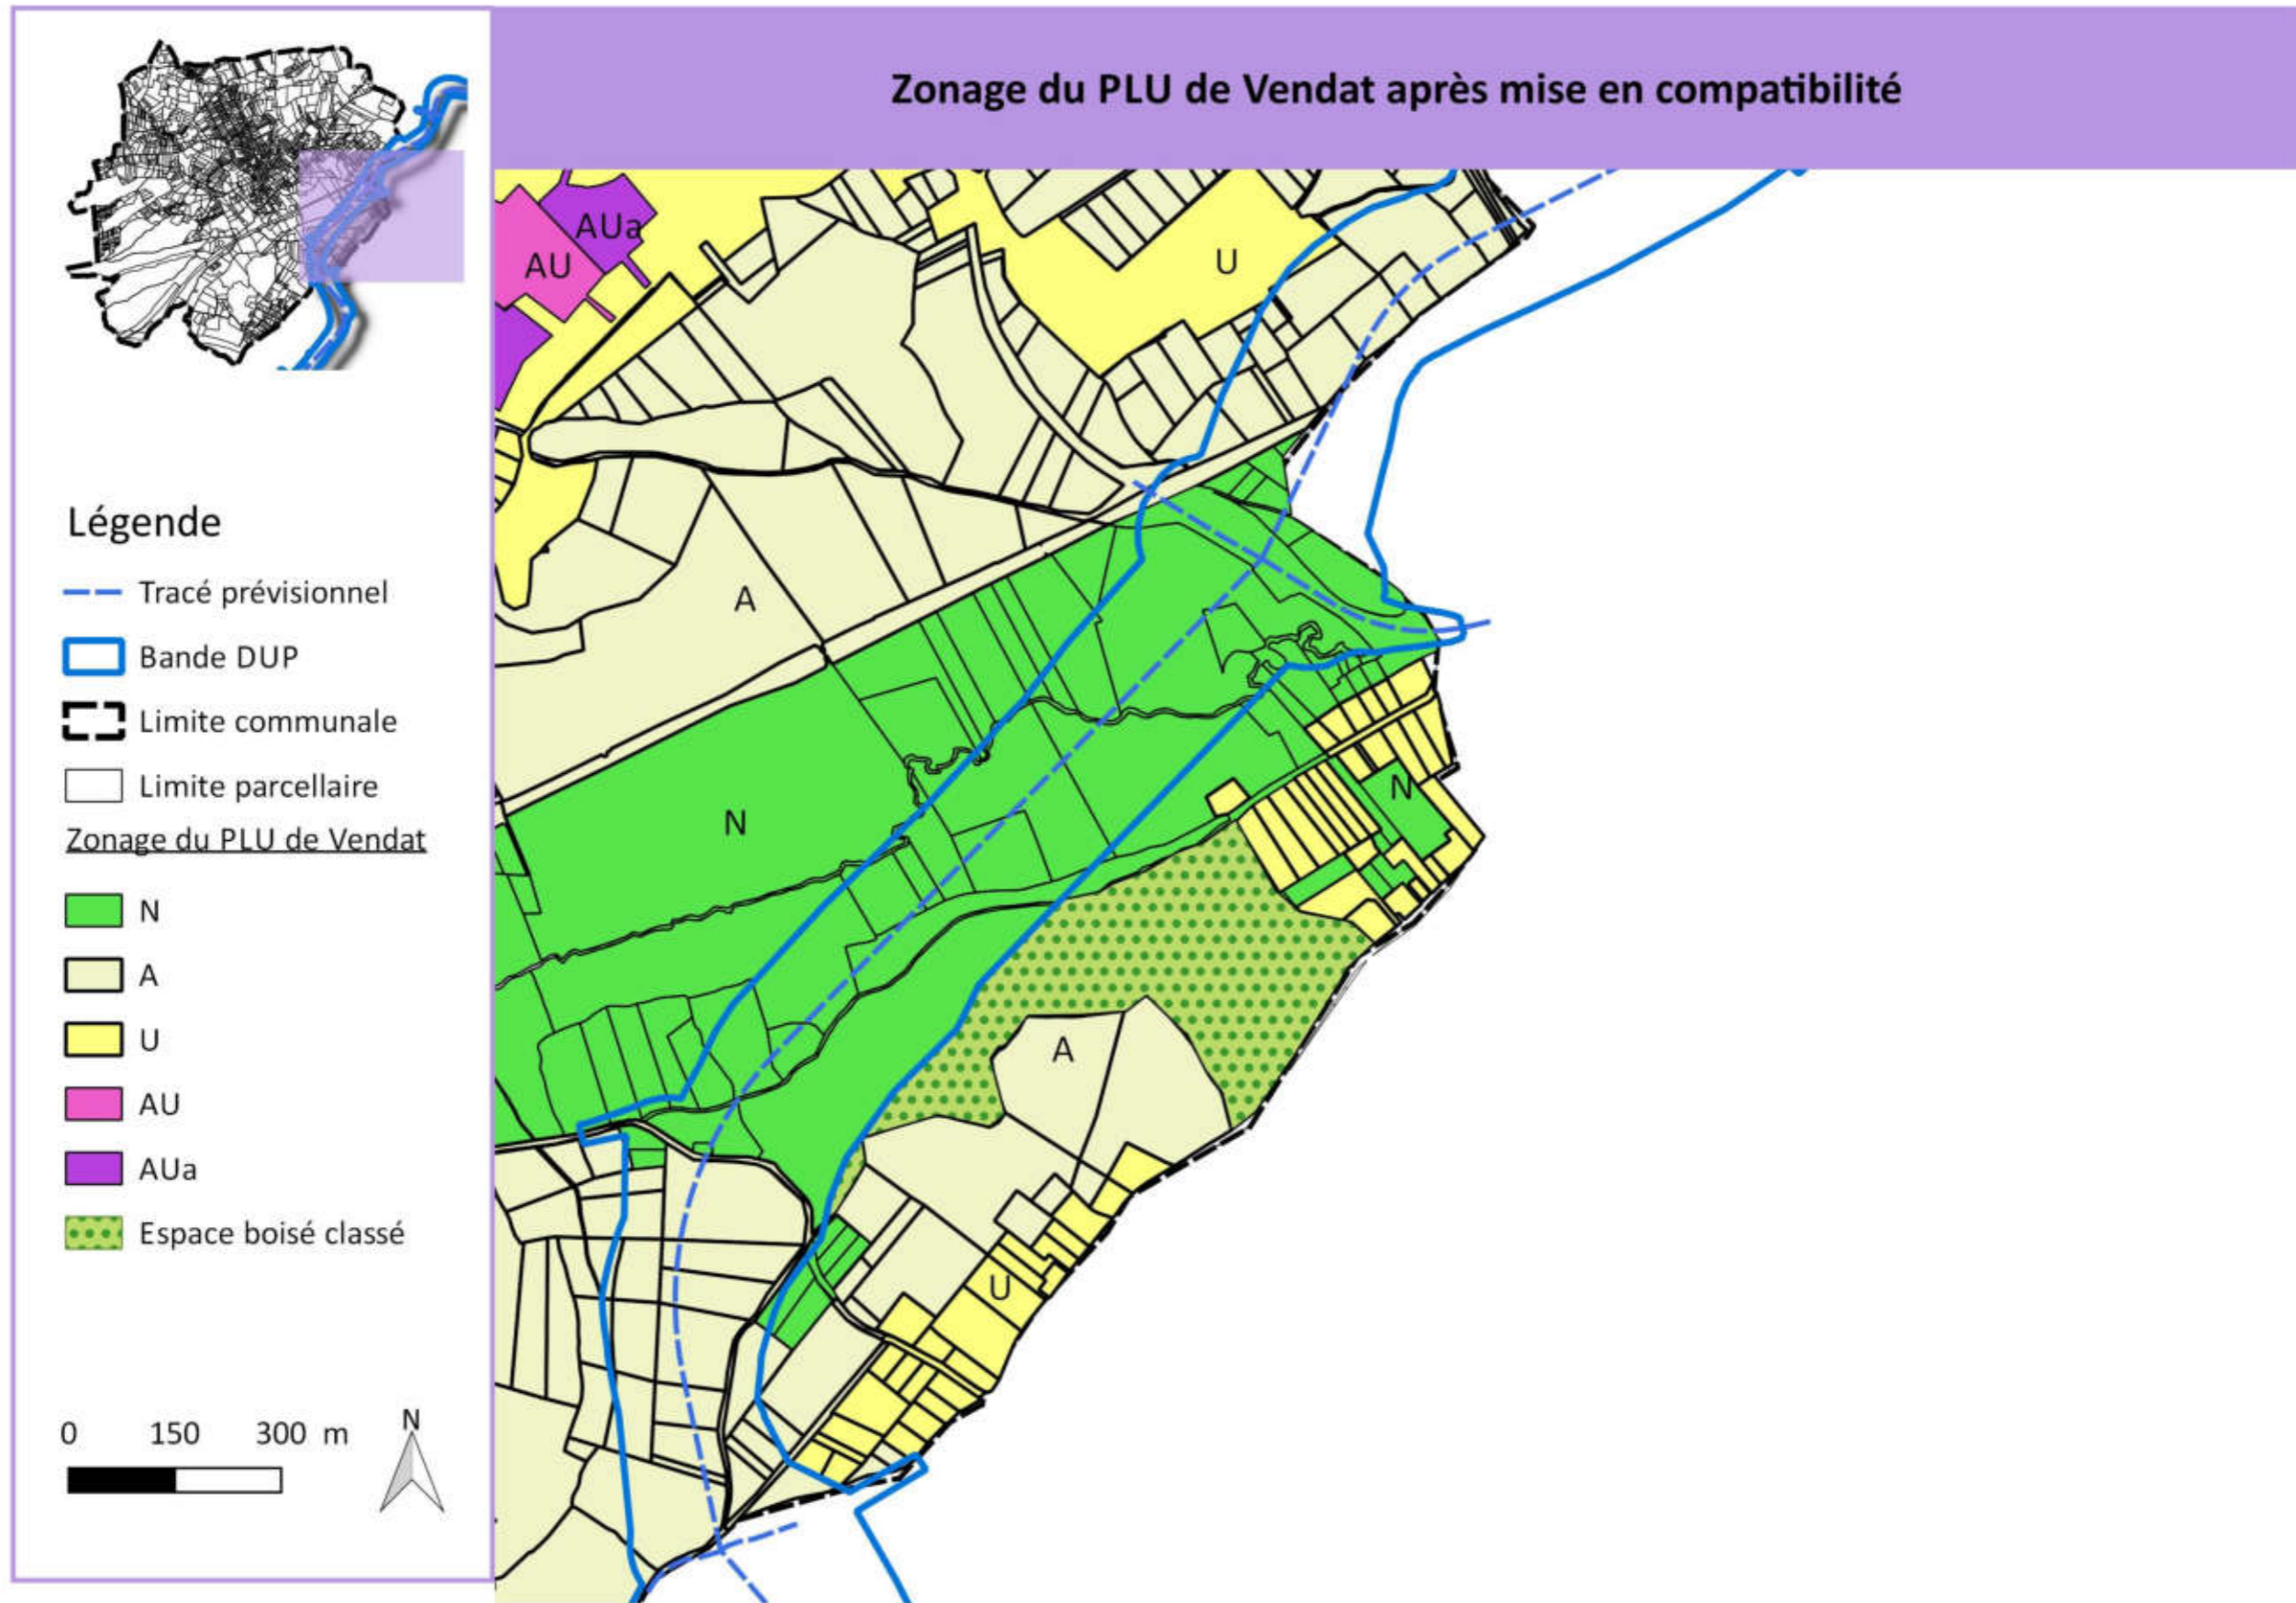 Zonage du PLU de Vendat après mise en compatibilité
Légende
Tracé prévisionnel
Bande DUP
Limite communale
Limite parcellaire
Zonage du PLU de Vendat
N
A
U
AU
AUa
Espace boisé classé
0 150 300 m
N
AUa
AU
U
A
N
N
A
U